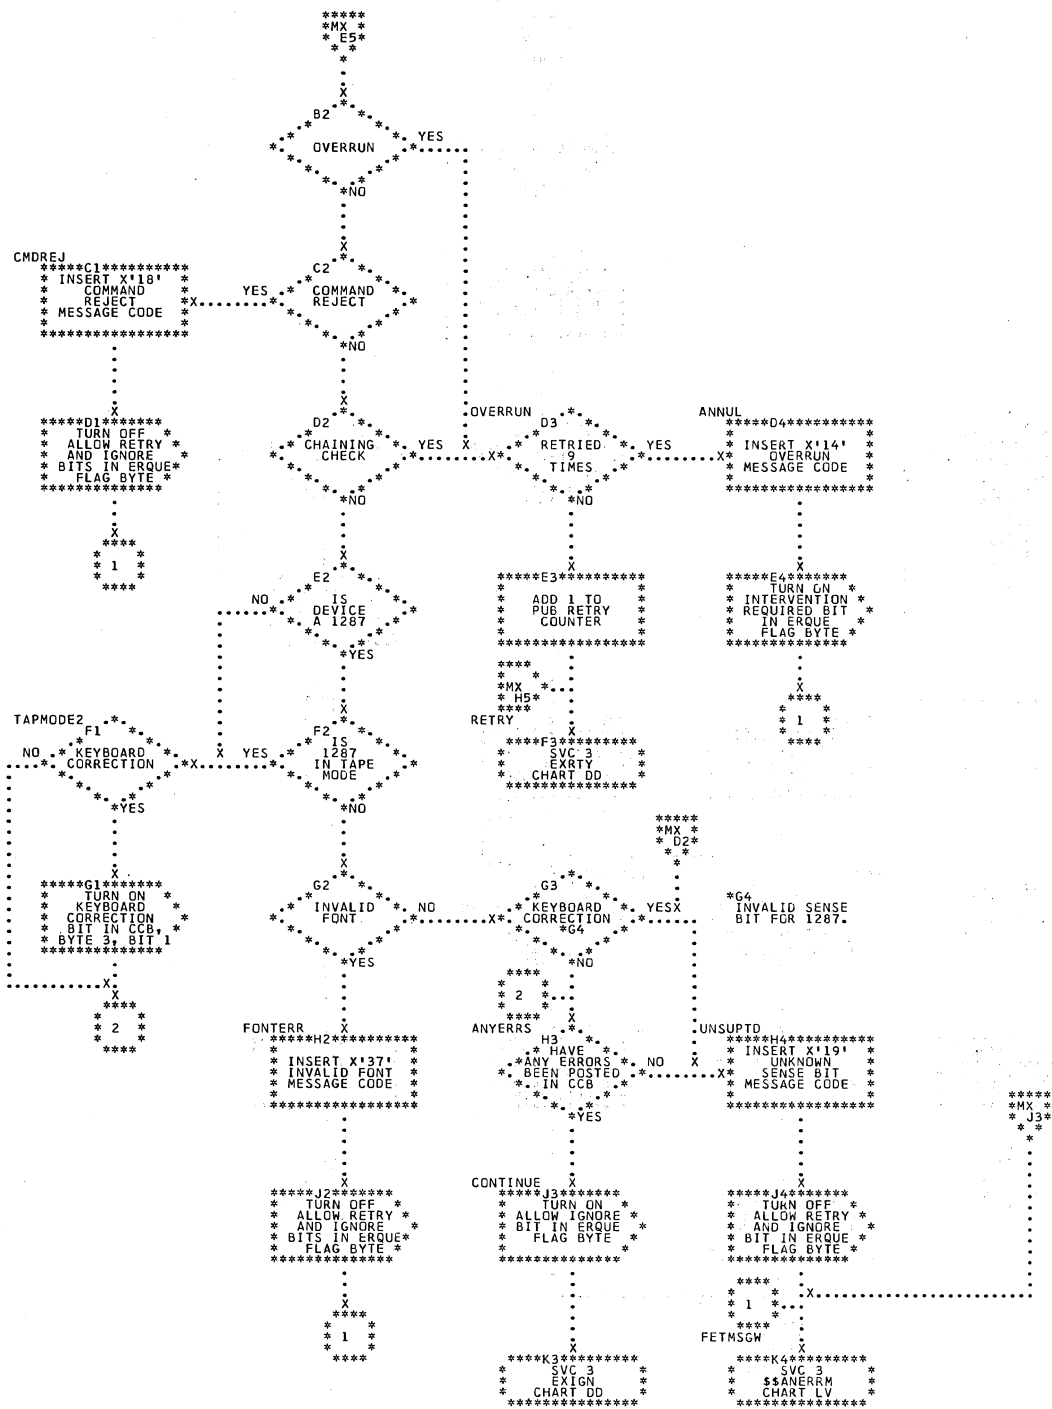 *****
*MX *
* E5*
* *
*
B2
OVERRUN
YES
*NO
CMDREJ
*****C1**********
INSERT X'18'
COMMAND
REJECT
MESSAGE CODE
C2
COMMAND
REJECT
YES
*NO
*****D1*******
TURN OFF
ALLOW RETRY
AND IGNORE
BITS IN ERQUE*
FLAG BYTE
D2
CHAINING
CHECK
YES
*NO
OVERRUN
D3
RETRIED
9
TIMES
YES
*NO
ANNUL
*****D4**********
INSERT X'14'
OVERRUN
MESSAGE CODE
1
E2
IS
DEVICE
A 1287
NO
*YES
*****E3**********
ADD 1 TO
PUB RETRY
COUNTER
*****E4*******
TURN ON
INTERVENTION
REQUIRED BIT
IN ERQUE
FLAG BYTE
*MX
H5*
RETRY
1
TAPMODE2
F1
KEYBOARD
CORRECTION
NO
*YES
F2
IS
1287
IN TAPE
MODE
YES
*NO
****F3*********
SVC 3
EXRTY
CHART DD
*****
*MX *
* D2*
*****G1*******
TURN ON
KEYBOARD
CORRECTION
BIT IN CCB,
BYTE 3, BIT 1
G2
INVALID
FONT
NO
*YES
G3
KEYBOARD
CORRECTION
*G4
YES
*NO
*G4
INVALID SENSE
BIT FOR 1287.
2
2
FONTERR
*****H2**********
INSERT X'37'
INVALID FONT
MESSAGE CODE
ANYERRS
H3
HAVE
ANY ERRORS
BEEN POSTED
IN CCB
NO
*YES
UNSUPTD
*****H4**********
INSERT X'19'
UNKNOWN
SENSE BIT
MESSAGE CODE
*****
*MX *
* J3*
*****J2*******
TURN OFF
ALLOW RETRY
AND IGNORE
BITS IN ERQUE*
FLAG BYTE
CONTINUE
*****J3*******
TURN ON
ALLOW IGNORE
BIT IN ERQUE
FLAG BYTE
*****J4*******
TURN OFF
ALLOW RETRY
AND IGNORE
BIT IN ERQUE
FLAG BYTE
1
1
FETMSGW
****K3*********
SVC 3
EXIGN
CHART DD
****K4*********
SVC 3
$$ANERRM
CHART LV